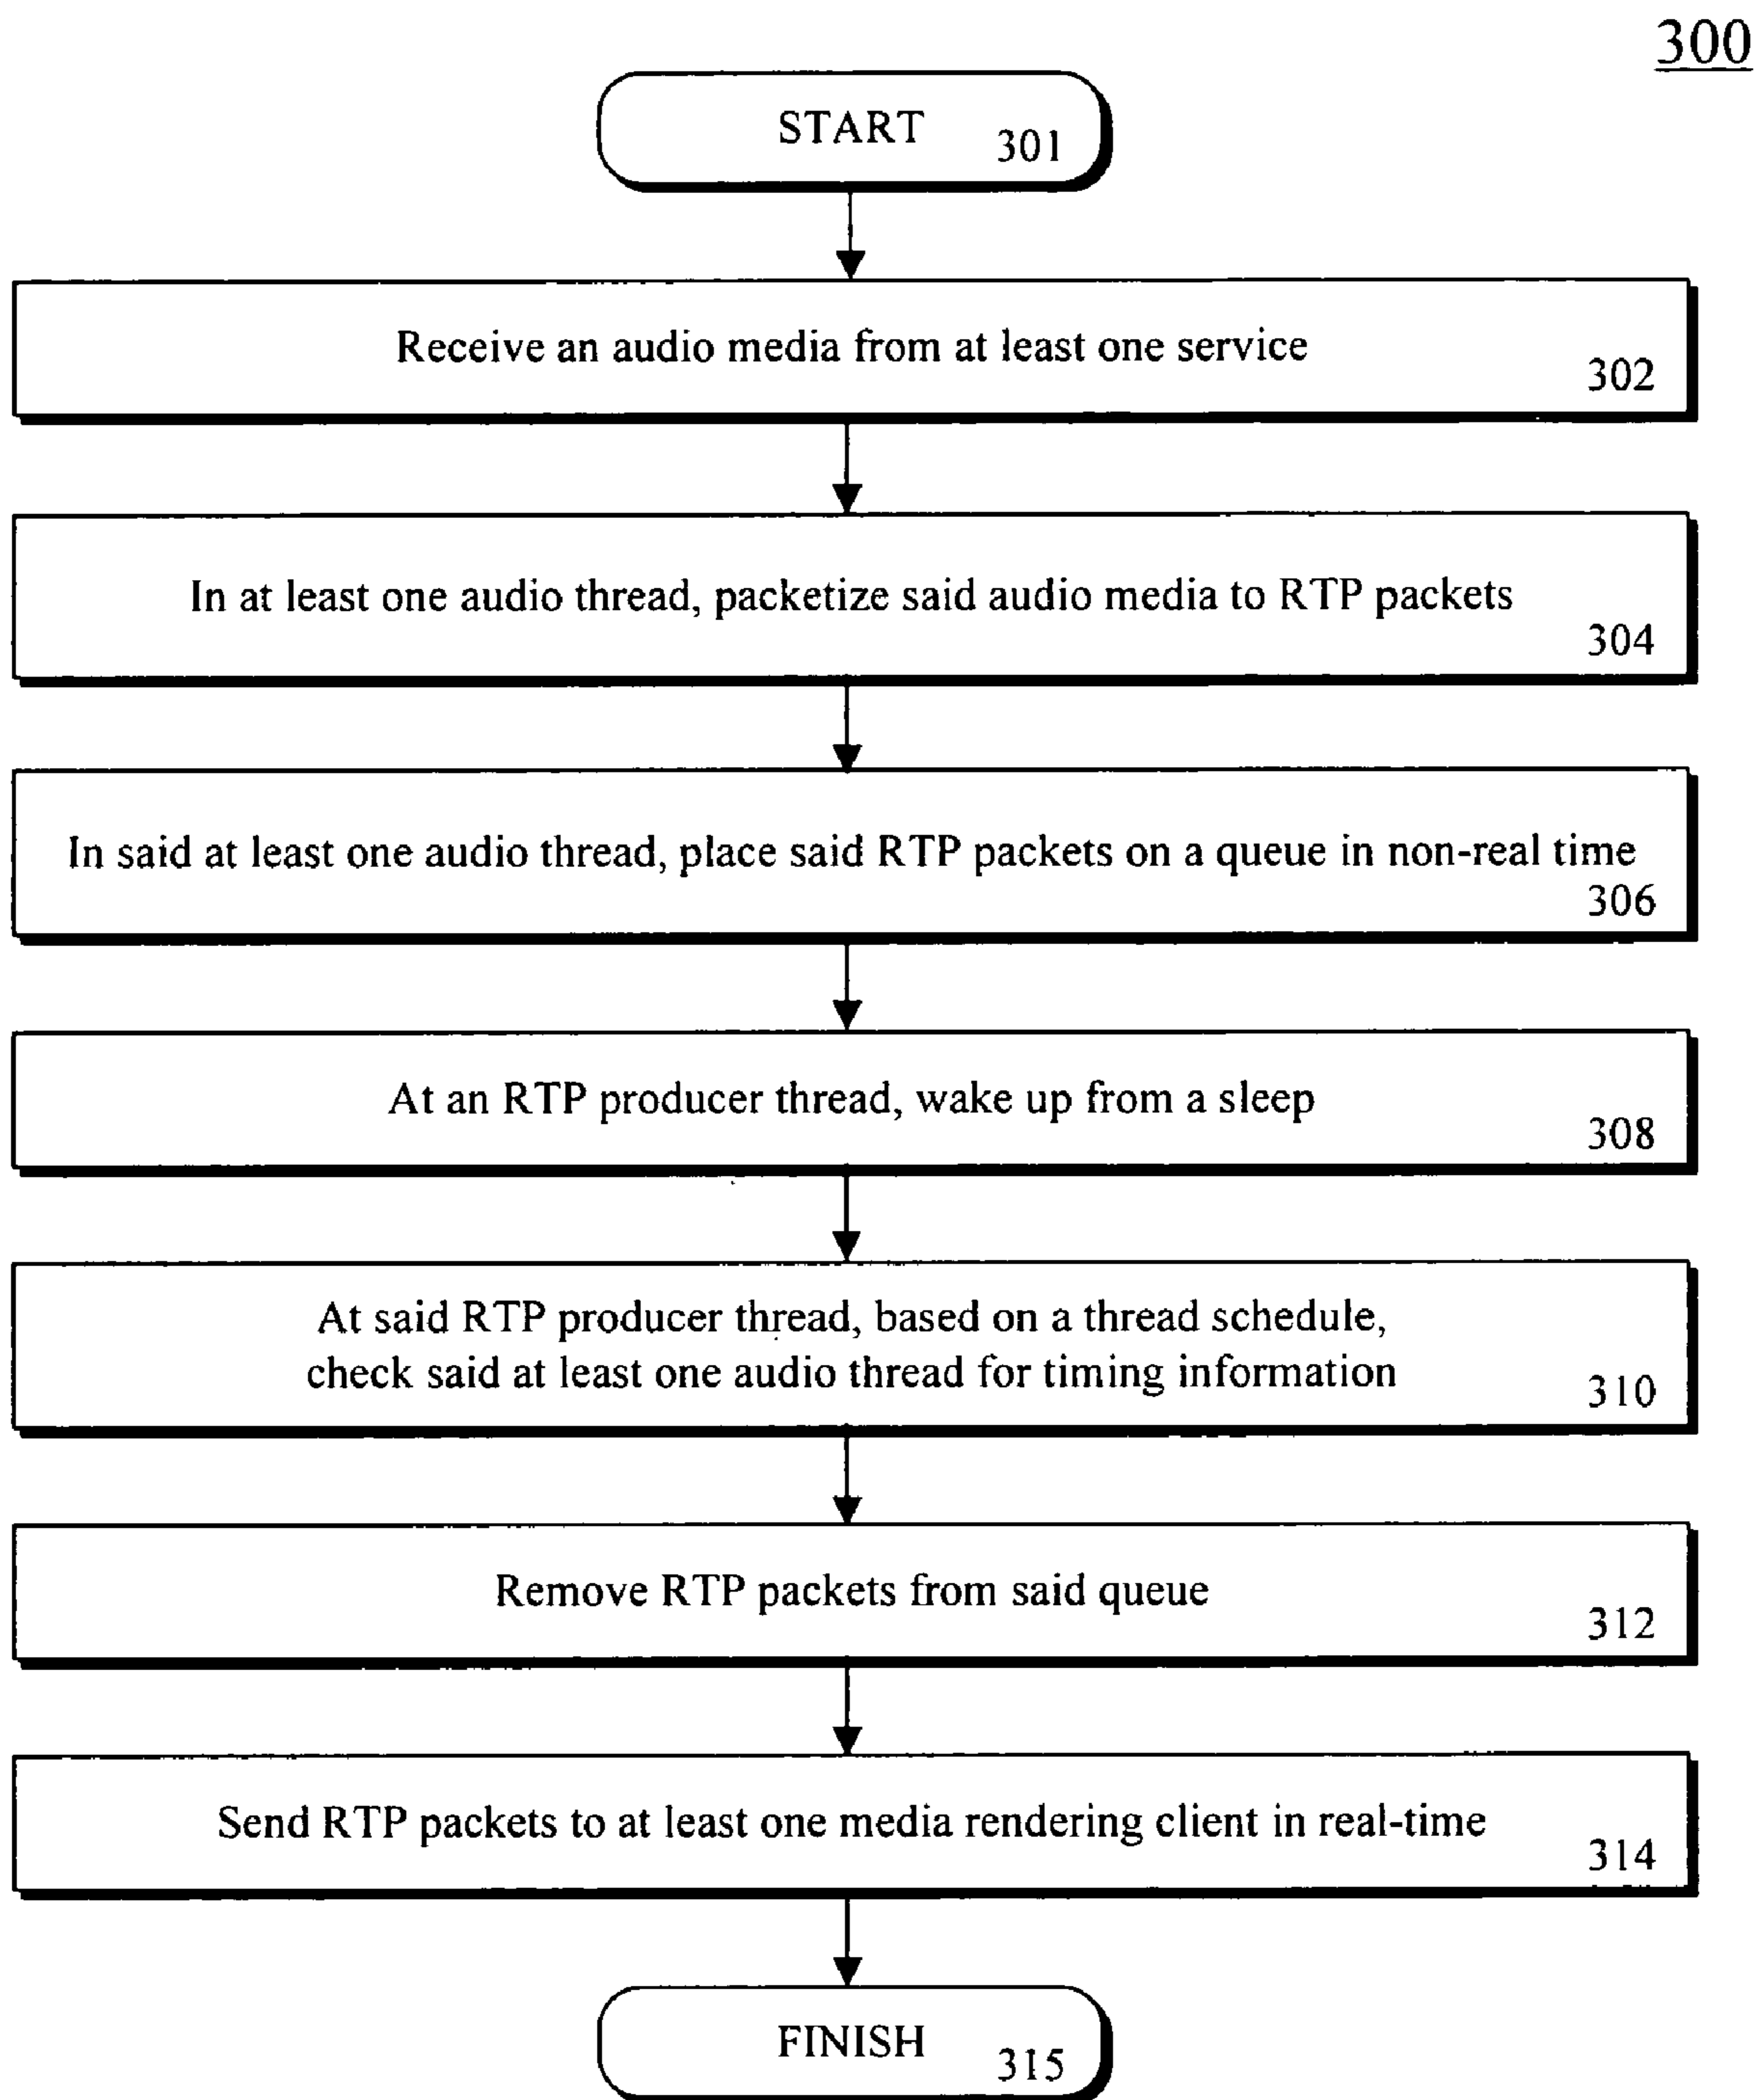 300
START
301
Receive an audio media from at least one service
302
In at least one audio thread, packetize said audio media to RTP packets
304
In said at least one audio thread, place said RTP packets on a queue in non-real time
306
At an RTP producer thread, wake up from a sleep
308
At said RTP producer thread, based on a thread schedule,
check said at least one audio thread for timing information
310
Remove RTP packets from said queue
312
Send RTP packets to at least one media rendering client in real-time
314
FINISH
315